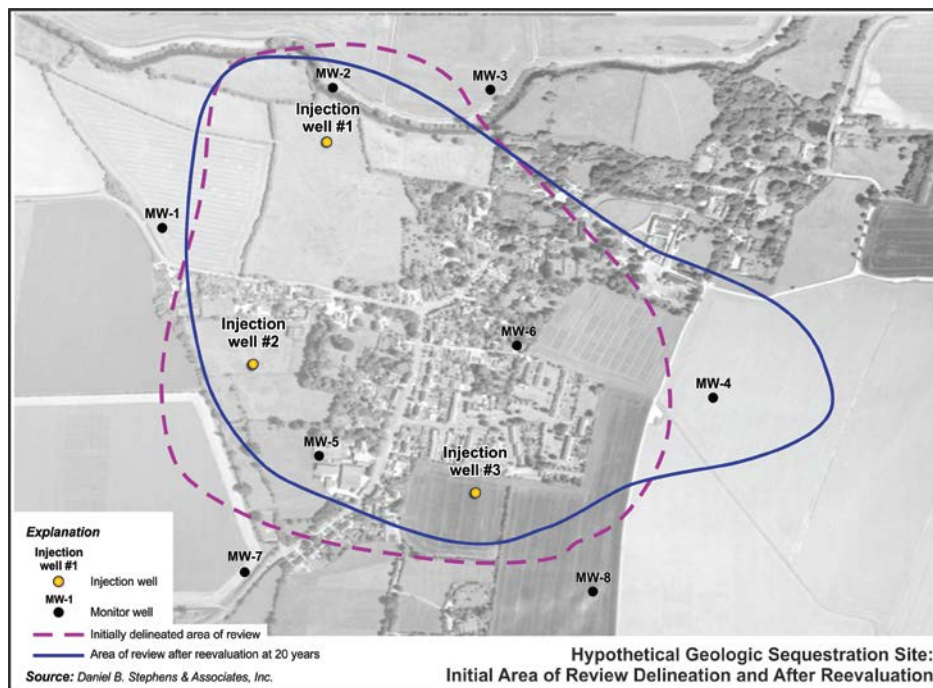 MW-2
MW-3
Injection
well #1
MW-1
Injection
well #2
MW-6
MW-4
MW-5
Injection
well #3
MW-7
MW-8
Explanation
Injection
well #1
Injection well
MW-1
Monitor well
Initially delineated area of review
Area of review after reevaluation at 20 years
Source: Daniel B. Stephens & Associates, Inc.
Hypothetical Geologic Sequestration Site:
Initial Area of Review Delineation and After Reevaluation